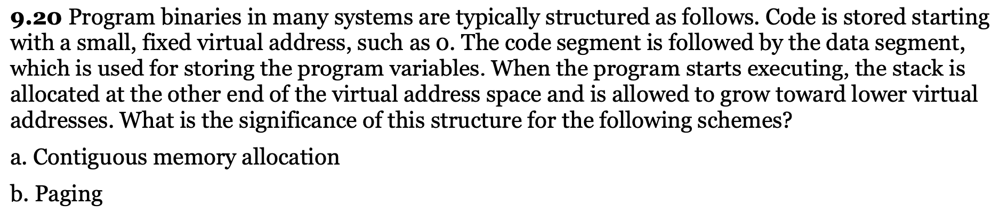 9.20 Program binaries in many systems are typically structured as follows. Code is stored starting
with a small, fixed virtual address, such as 0. The code segment is followed by the data segment,
which is used for storing the program variables. When the program starts executing, the stack is
allocated at the other end of the virtual address space and is allowed to grow toward lower virtual
addresses. What is the significance of this structure for the following schemes?
a. Contiguous memory allocation
b. Paging